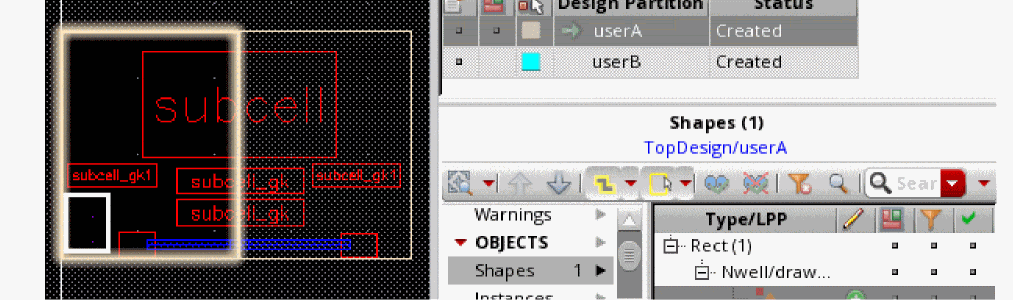 subcell
subcell_gk1
subcell_gk
subcell_gk1
subcell_gk
Design Partition Status
userA Created
userB Created
Shapes (1)
TopDesign/userA
Sear
Warnings
OBJECTS
Shapes 1
Instances
Type/LPP
Rect (1)
Nwell/draw...